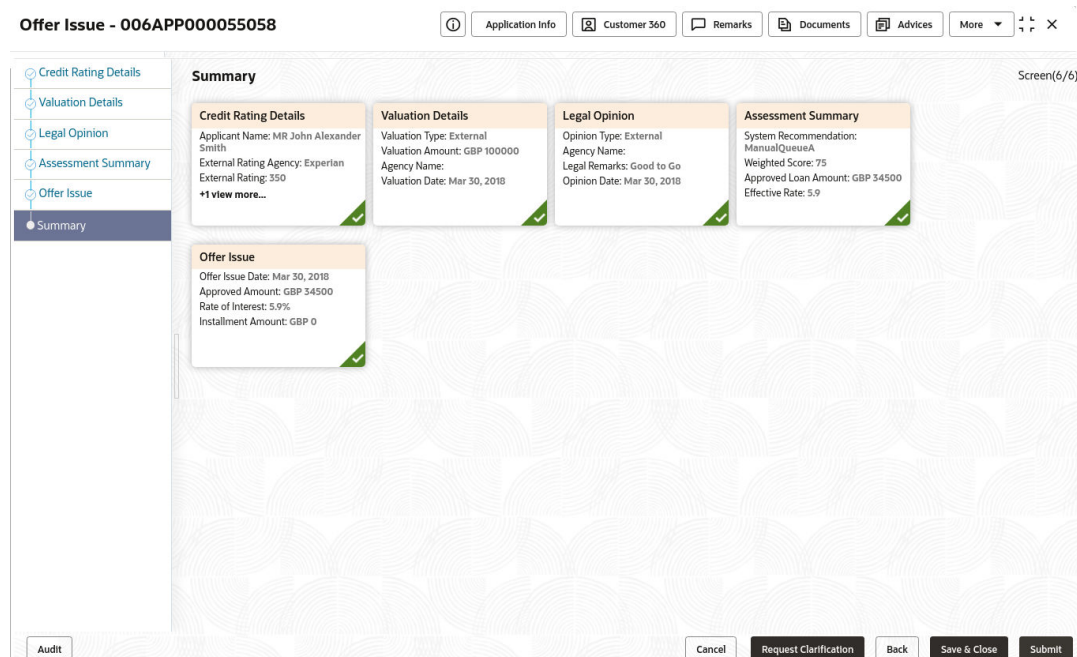 Offer Issue - 006APP000055058
Application Info
Customer 360
Remarks
Documents
Advices
More
Credit Rating Details
Valuation Details
Legal Opinion
Assessment Summary
Offer Issue
Summary
Summary
Screen(6/6)
Credit Rating Details
Applicant Name: MR John Alexander
Smith
External Rating Agency: Experian
External Rating: 350
+1 view more...
Valuation Details
Valuation Type: External
Valuation Amount: GBP 100000
Agency Name:
Valuation Date: Mar 30, 2018
Legal Opinion
Opinion Type: External
Agency Name:
Legal Remarks: Good to Go
Opinion Date: Mar 30, 2018
Assessment Summary
System Recommendation:
ManualQueueA
Weighted Score: 75
Approved Loan Amount: GBP 34500
Effective Rate: 5.9
Offer Issue
Offer Issue Date: Mar 30, 2018
Approved Amount: GBP 34500
Rate of Interest: 5.9%
Installment Amount: GBP 0
Audit
Cancel
Request Clarification
Back
Save & Close
Submit